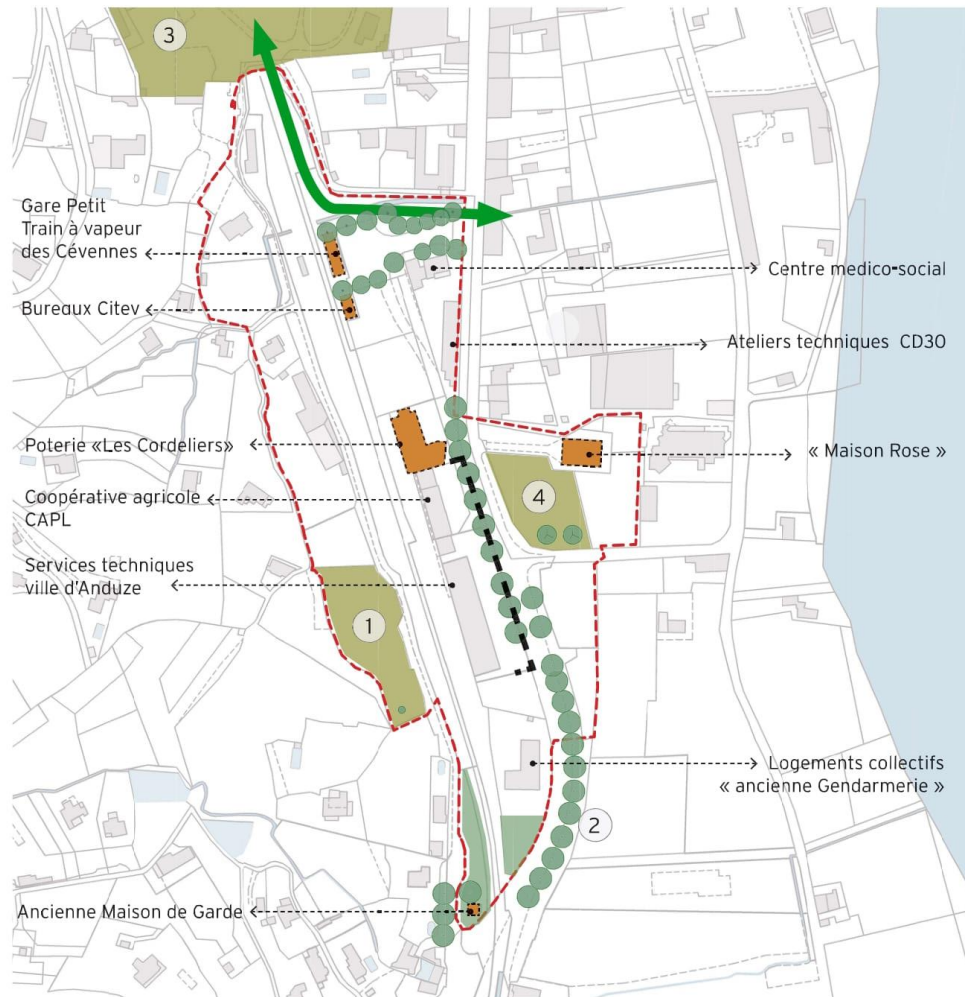 3
Gare Petit
Train à vapeur
des Cévennes
Centre medico-social
Bureaux Citev
Ateliers techniques CD30
Poterie «Les Cordeliers»
« Maison Rose »
Coopérative agricole
CAPL
4
Services techniques
ville d'Anduze
1
Logements collectifs
« ancienne Gendarmerie »
2
Ancienne Maison de Garde